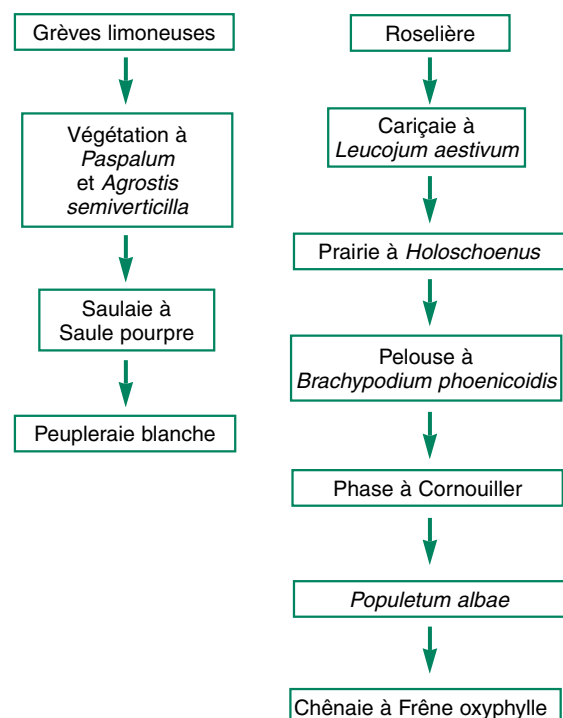 Grèves limoneuses
Végétation à
Paspalum
et Agrostis
semiverticilla
Saulaie à
Saule pourpre
Peupleraie blanche
Roselière
Cariçaie à
Leucojum aestivum
Prairie à Holoschoenus
Pelouse à
Brachypodium phoenicoidis
Phase à Cornouiller
Populetum albae
Chênaie à Frêne oxyphylle